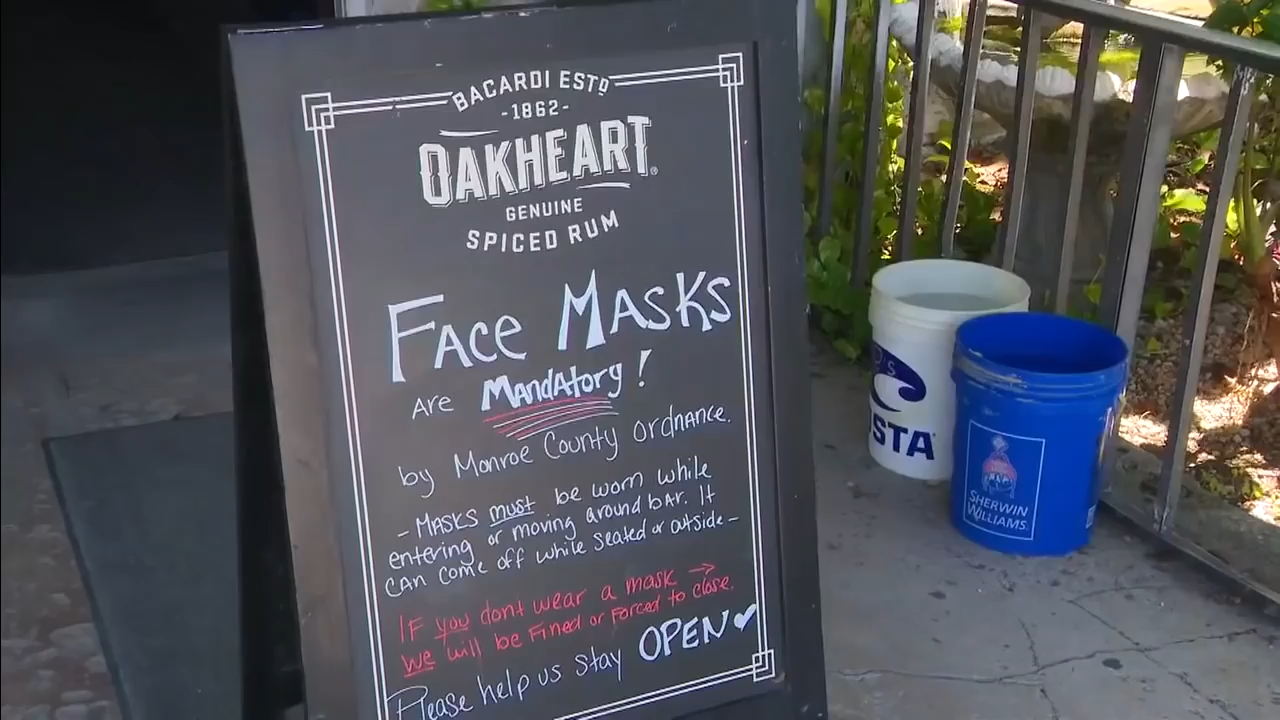 BACARDI ESTD
-1862-
OAKHEART®
GENUINE
SPICED RUM
FACE MASKS
Are MANdAtory!
by Monroe County Ordnance.
- MASKS must be worn while
entering or moving around bar. It
CAN come off while seated or outside -
IF you dont wear a mask →
we will be Fined or Forced to close.
Please help us stay OPEN✓
STA
SHERWIN
WILLIAMS.